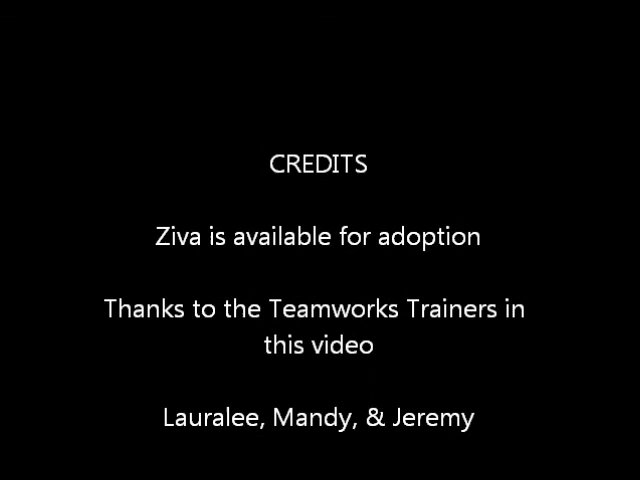 CREDITS
Ziva is available for adoption
Thanks to the Teamworks Trainers in
this video
Lauralee, Mandy, & Jeremy